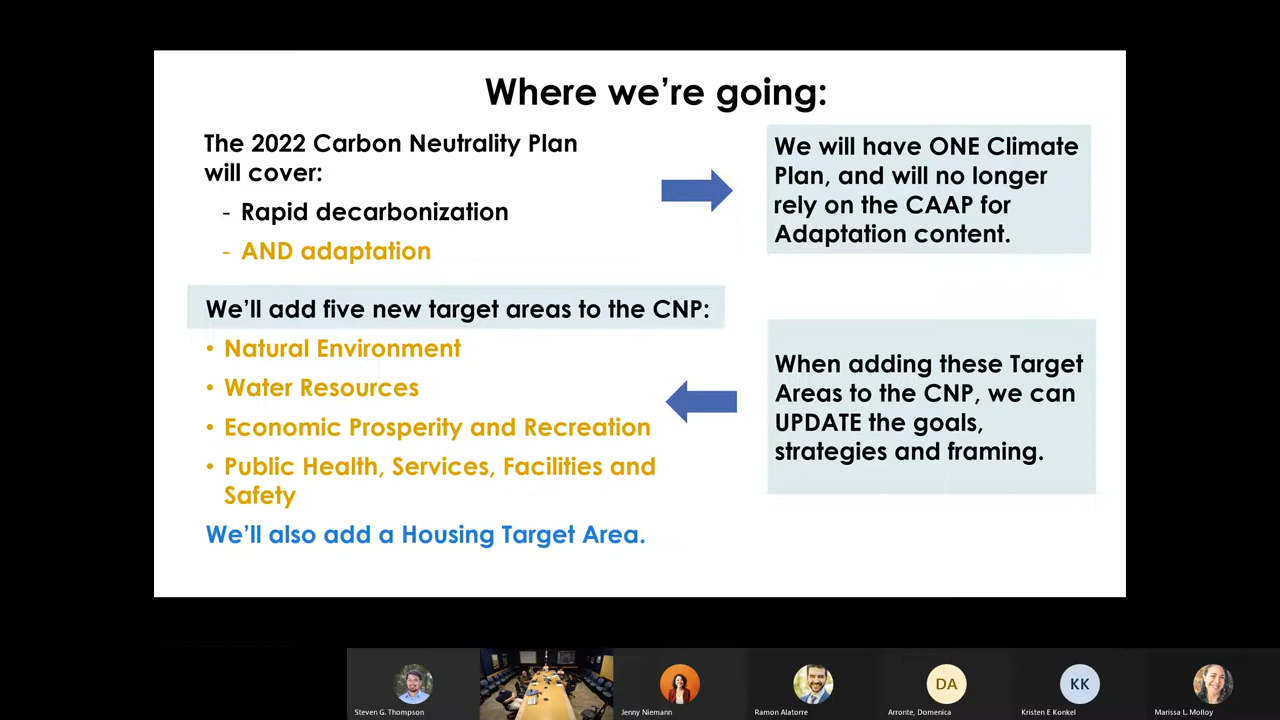 Where we're going:
The 2022 Carbon Neutrality Plan
will cover:
- Rapid decarbonization
- AND adaptation
We will have ONE Climate
Plan, and will no longer
rely on the CAAP for
Adaptation content.
We'll add five new target areas to the CNP:
• Natural Environment
• Water Resources
• Economic Prosperity and Recreation
• Public Health, Services, Facilities and
Safety
We'll also add a Housing Target Area.
When adding these Target
Areas to the CNP, we can
UPDATE the goals,
strategies and framing.
DA
KK
Steven G. Thompson
Jenny Niemann
Ramon Alatorre
Arronte, Domenica
Kristen E Konkel
Marissa L. Molloy